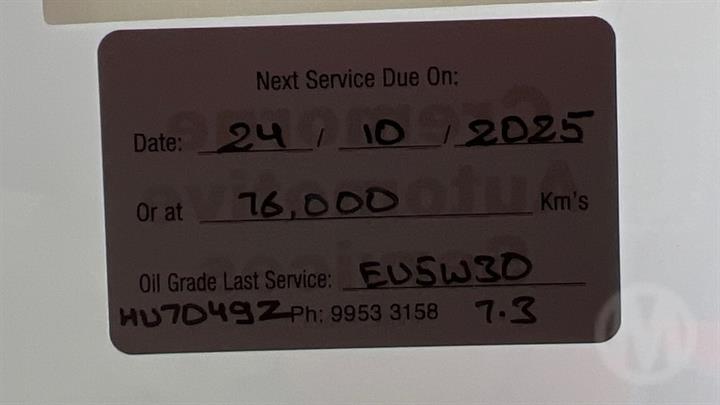 Next Service Due On:
Date: 24 / 10 / 2025
Or at 76,000 Km's
Oil Grade Last Service: EU5W30
HU7049Z Ph: 9953 3158 7.3